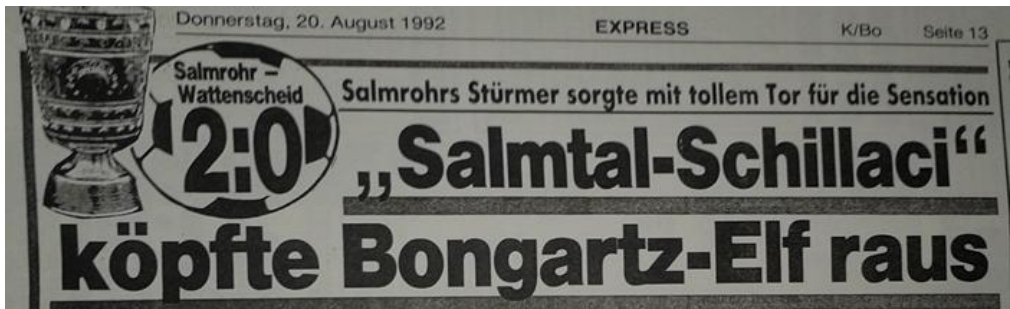 Donnerstag, 20. August 1992 EXPRESS K/Bo Seite 13
Salmrohr –
Wattenscheid
2:0
Salmrohrs Stürmer sorgte mit tollem Tor für die Sensation
„Salmtal-Schillaci“
köpfte Bongartz-Elf raus